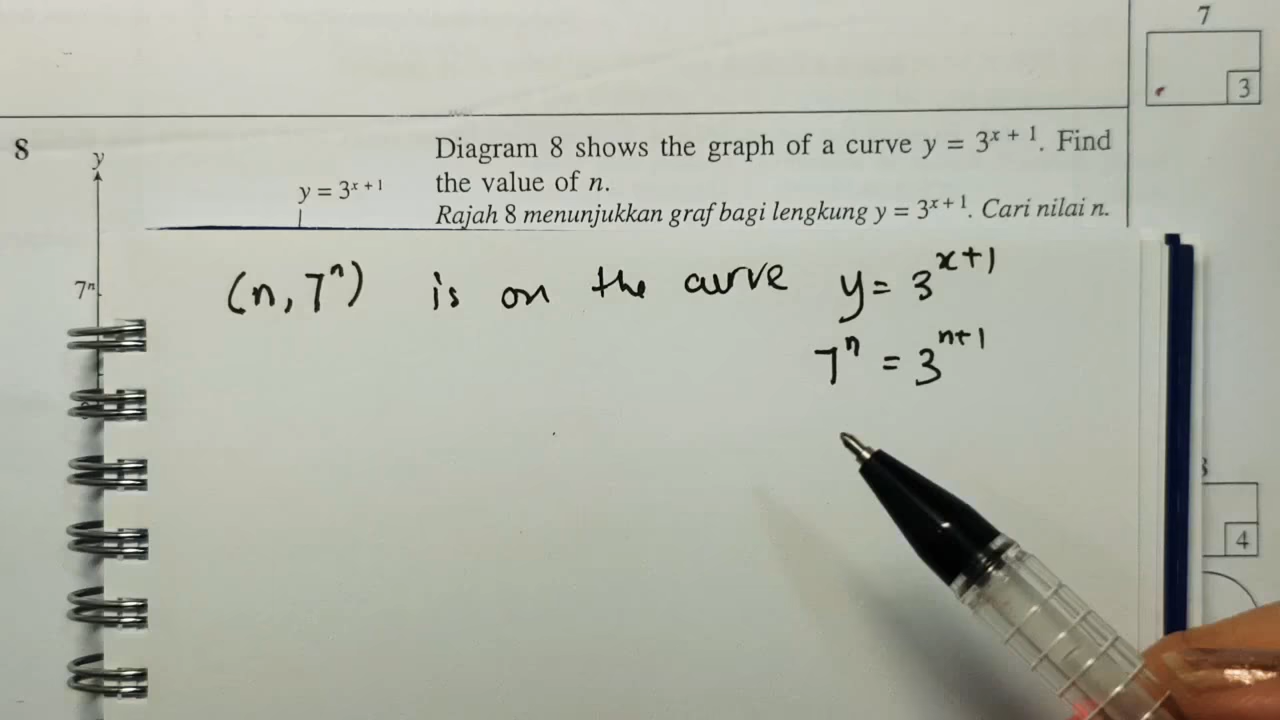 7
3
8
y
Diagram 8 shows the graph of a curve y = 3^{x + 1}. Find
y = 3^{x + 1}
the value of n.
Rajah 8 menunjukkan graf bagi lengkung y = 3^{x + 1}. Cari nilai n.
(n, 7^n) is on the curve y = 3^{x+1}
7^n
7^n = 3^{n+1}
4